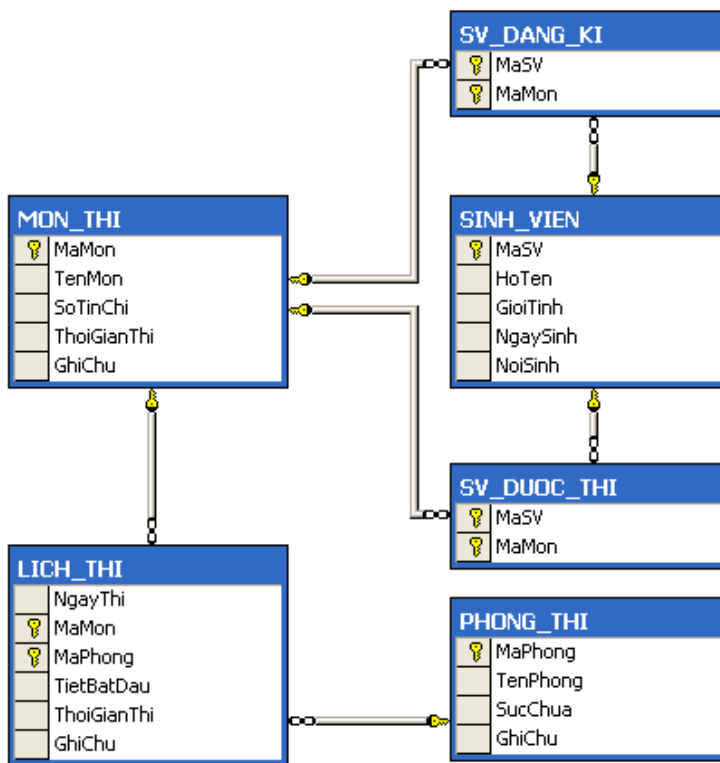 SV_DANG_KI
MaSV
MaMon
MON_THI
MaMon
TenMon
SoTinChi
ThoiGianThi
GhiChu
SINH_VIEN
MaSV
HoTen
GioiTinh
NgaySinh
NoiSinh
SV_DUOC_THI
MaSV
MaMon
LICH_THI
NgayThi
MaMon
MaPhong
TietBatDau
ThoiGianThi
GhiChu
PHONG_THI
MaPhong
TenPhong
SucChua
GhiChu